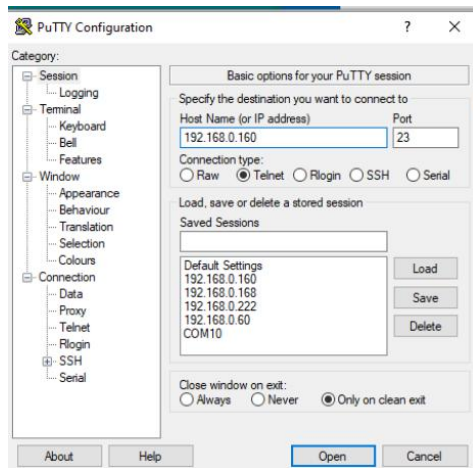 PuTTY Configuration ? ×
Category:
Session
Logging
Terminal
Keyboard
Bell
Features
Window
Appearance
Behaviour
Translation
Selection
Colours
Connection
Data
Proxy
Telnet
Rlogin
SSH
Serial
Basic options for your PuTTY session
Specify the destination you want to connect to
Host Name (or IP address) Port
192.168.0.160 23
Connection type:
Raw Telnet Rlogin SSH Serial
Load, save or delete a stored session
Saved Sessions
Default Settings
192.168.0.160
192.168.0.168
192.168.0.222
192.168.0.60
COM10
Load
Save
Delete
Close window on exit:
Always Never Only on clean exit
About Help Open Cancel